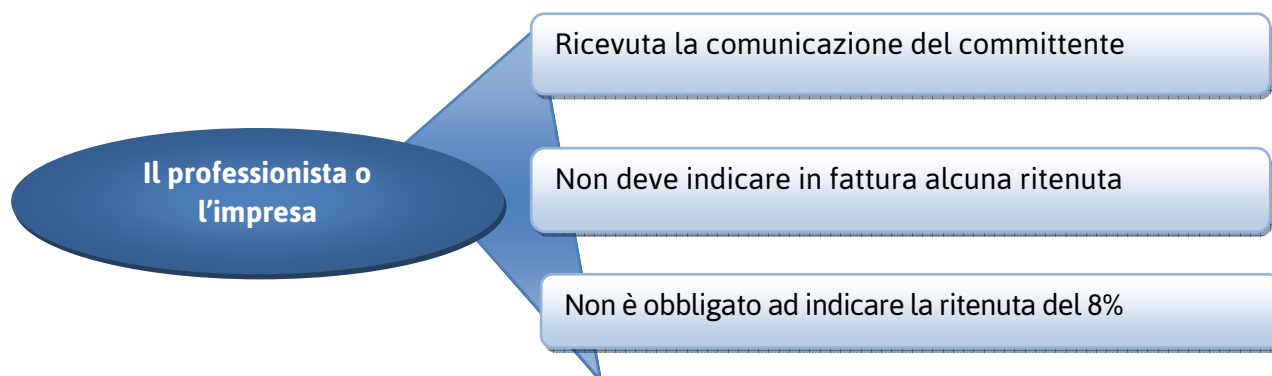 Ricevuta la comunicazione del committente
Il professionista o
l'impresa
Non deve indicare in fattura alcuna ritenuta
Non è obbligato ad indicare la ritenuta del 8%